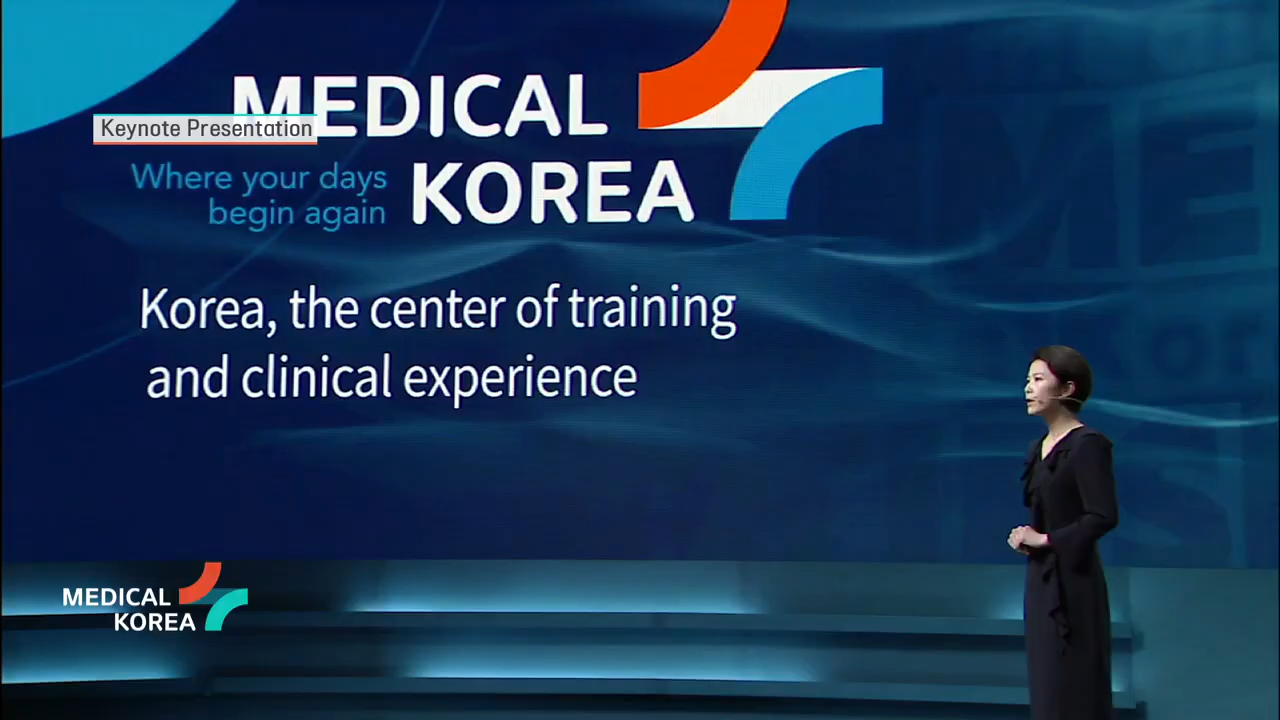 MEDICAL
Keynote Presentation
Where your days
begin again
KOREA
Korea, the center of training
and clinical experience
MEDICAL
KOREA